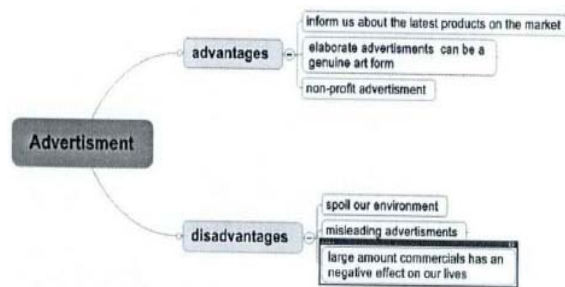 inform us about the latest products on the market
advantages
elaborate advertisments can be a
genuine art form
non-profit advertisment
Advertisment
spoil our environment
disadvantages
misleading advertisments
large amount commercials has an
negative effect on our lives